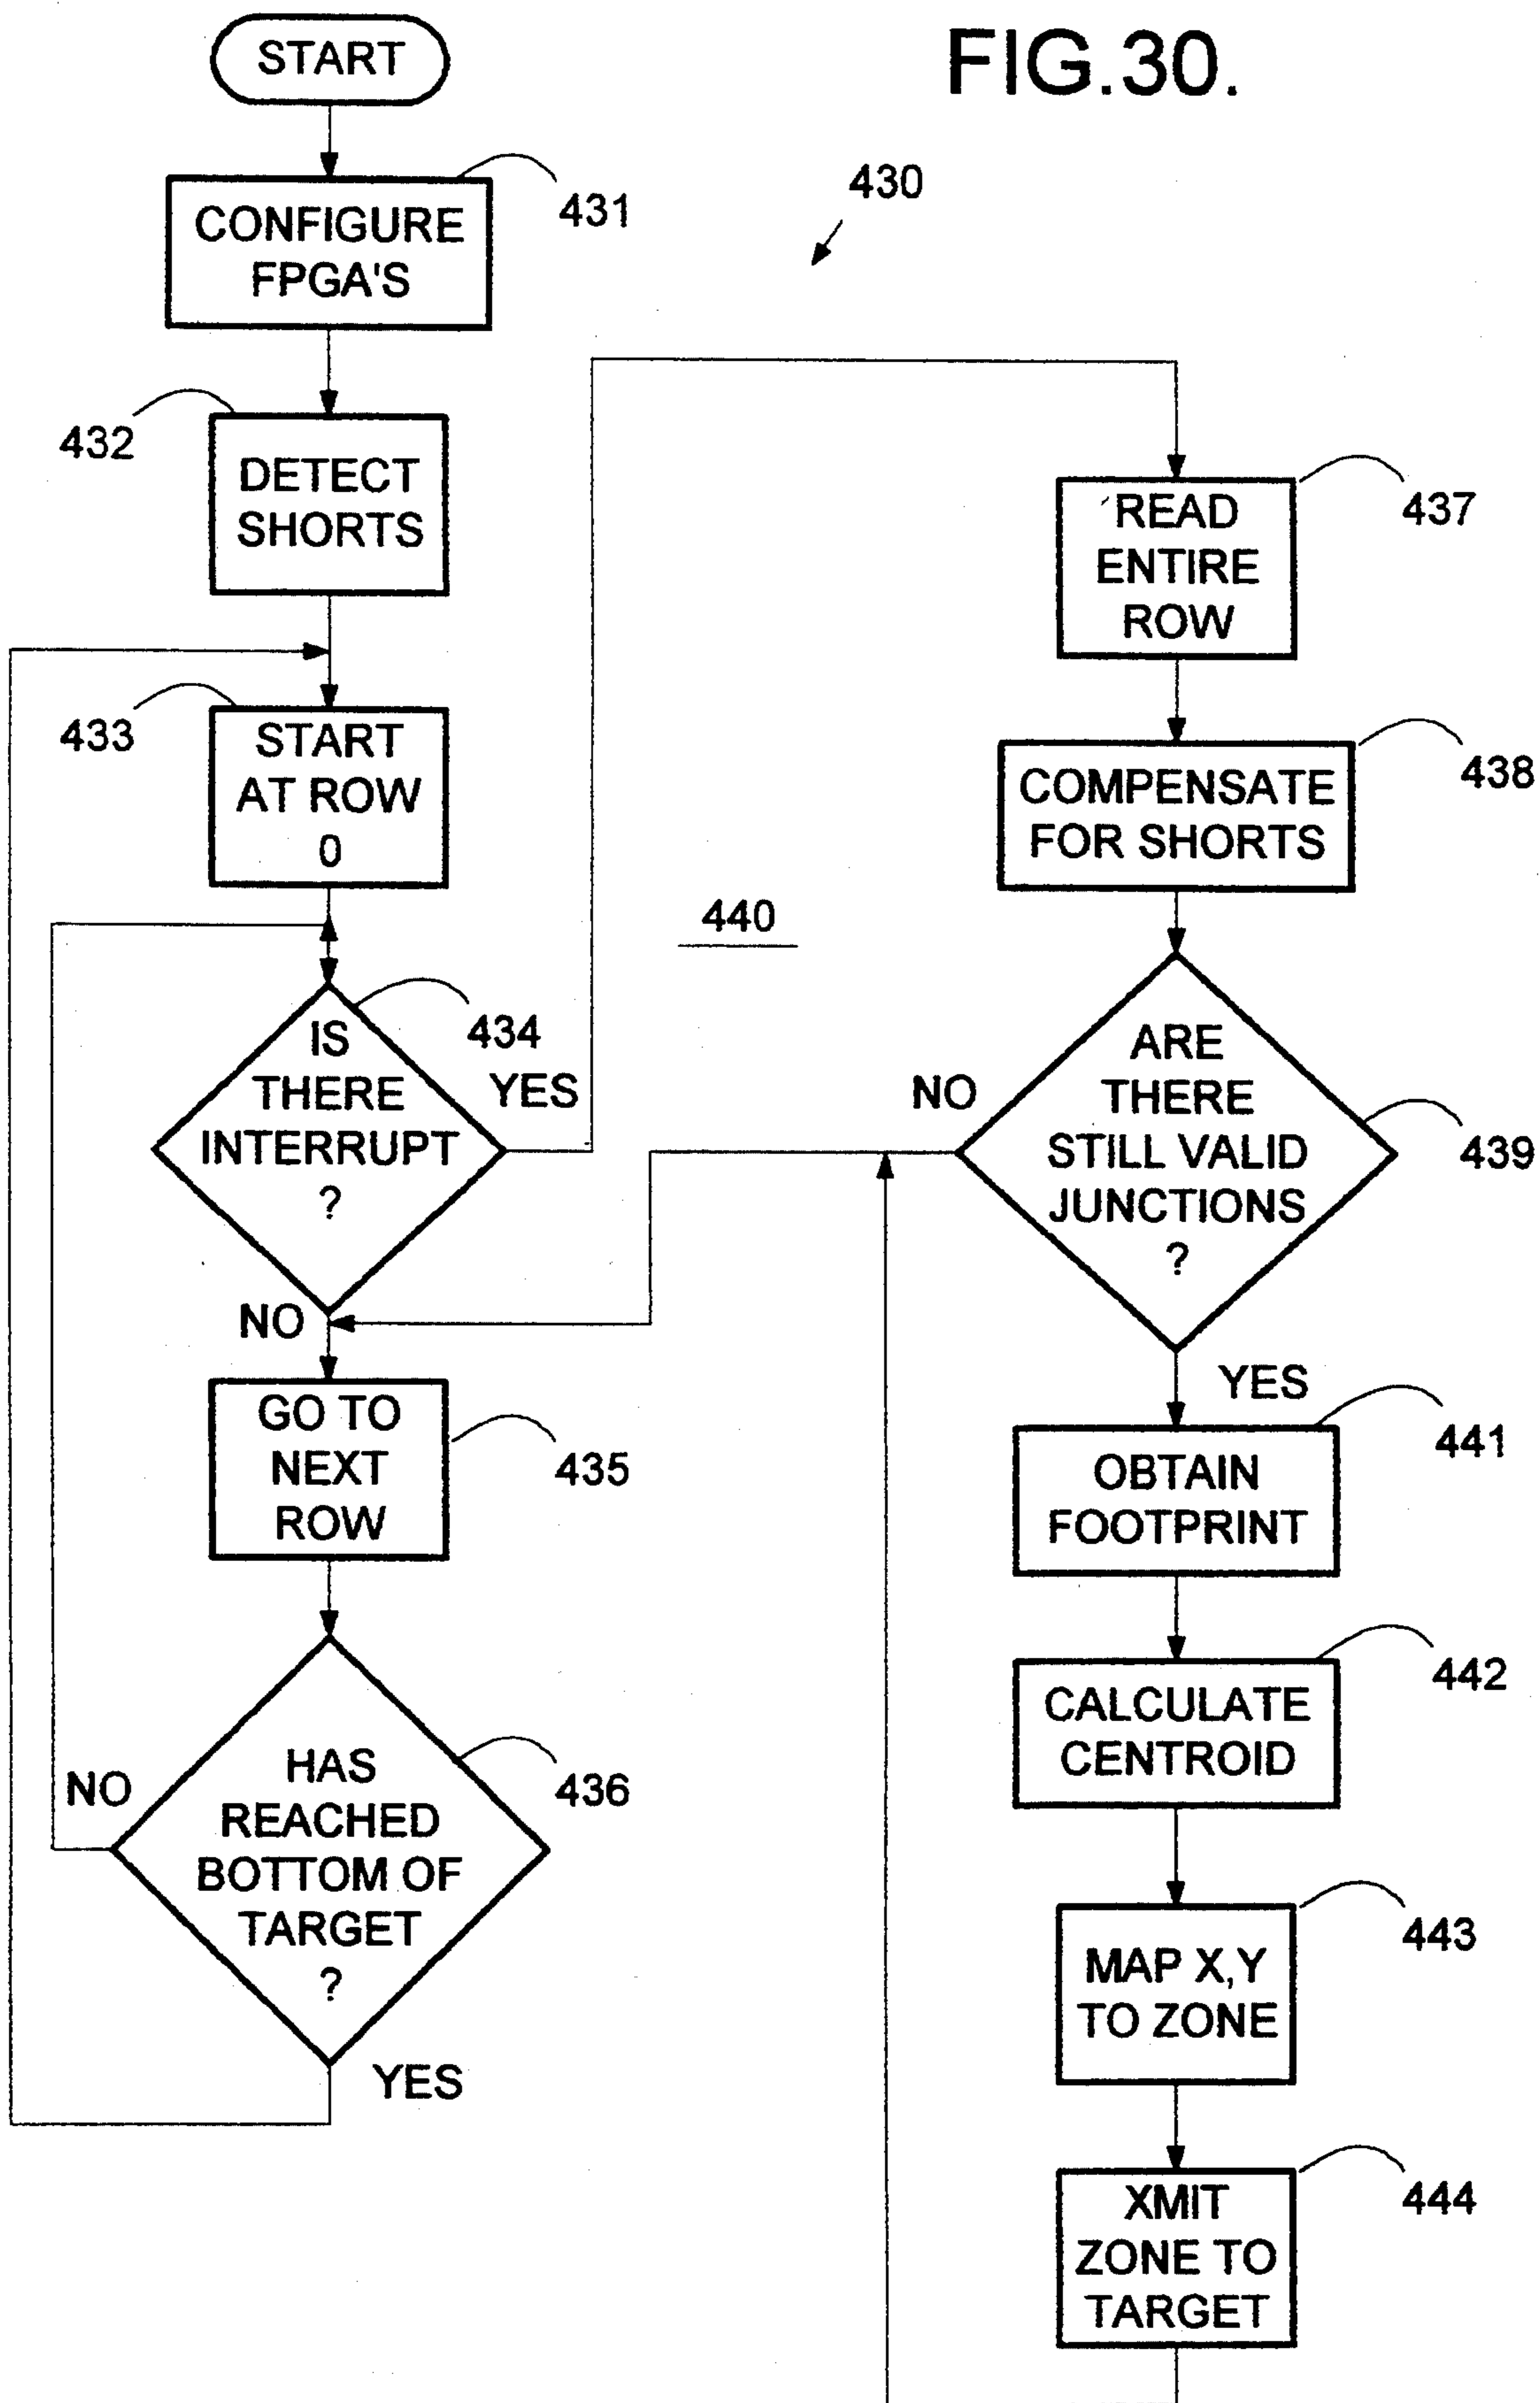 FIG.30.
430
START
CONFIGURE
FPGA'S
431
432
DETECT
SHORTS
433
START
AT ROW
0
434
IS
THERE
INTERRUPT
?
YES
NO
GO TO
NEXT
ROW
435
HAS
REACHED
BOTTOM OF
TARGET
?
436
NO
YES
440
READ
ENTIRE
ROW
437
COMPENSATE
FOR SHORTS
438
ARE
THERE
STILL VALID
JUNCTIONS
?
439
NO
YES
OBTAIN
FOOTPRINT
441
CALCULATE
CENTROID
442
MAP X,Y
TO ZONE
443
XMIT
ZONE TO
TARGET
444